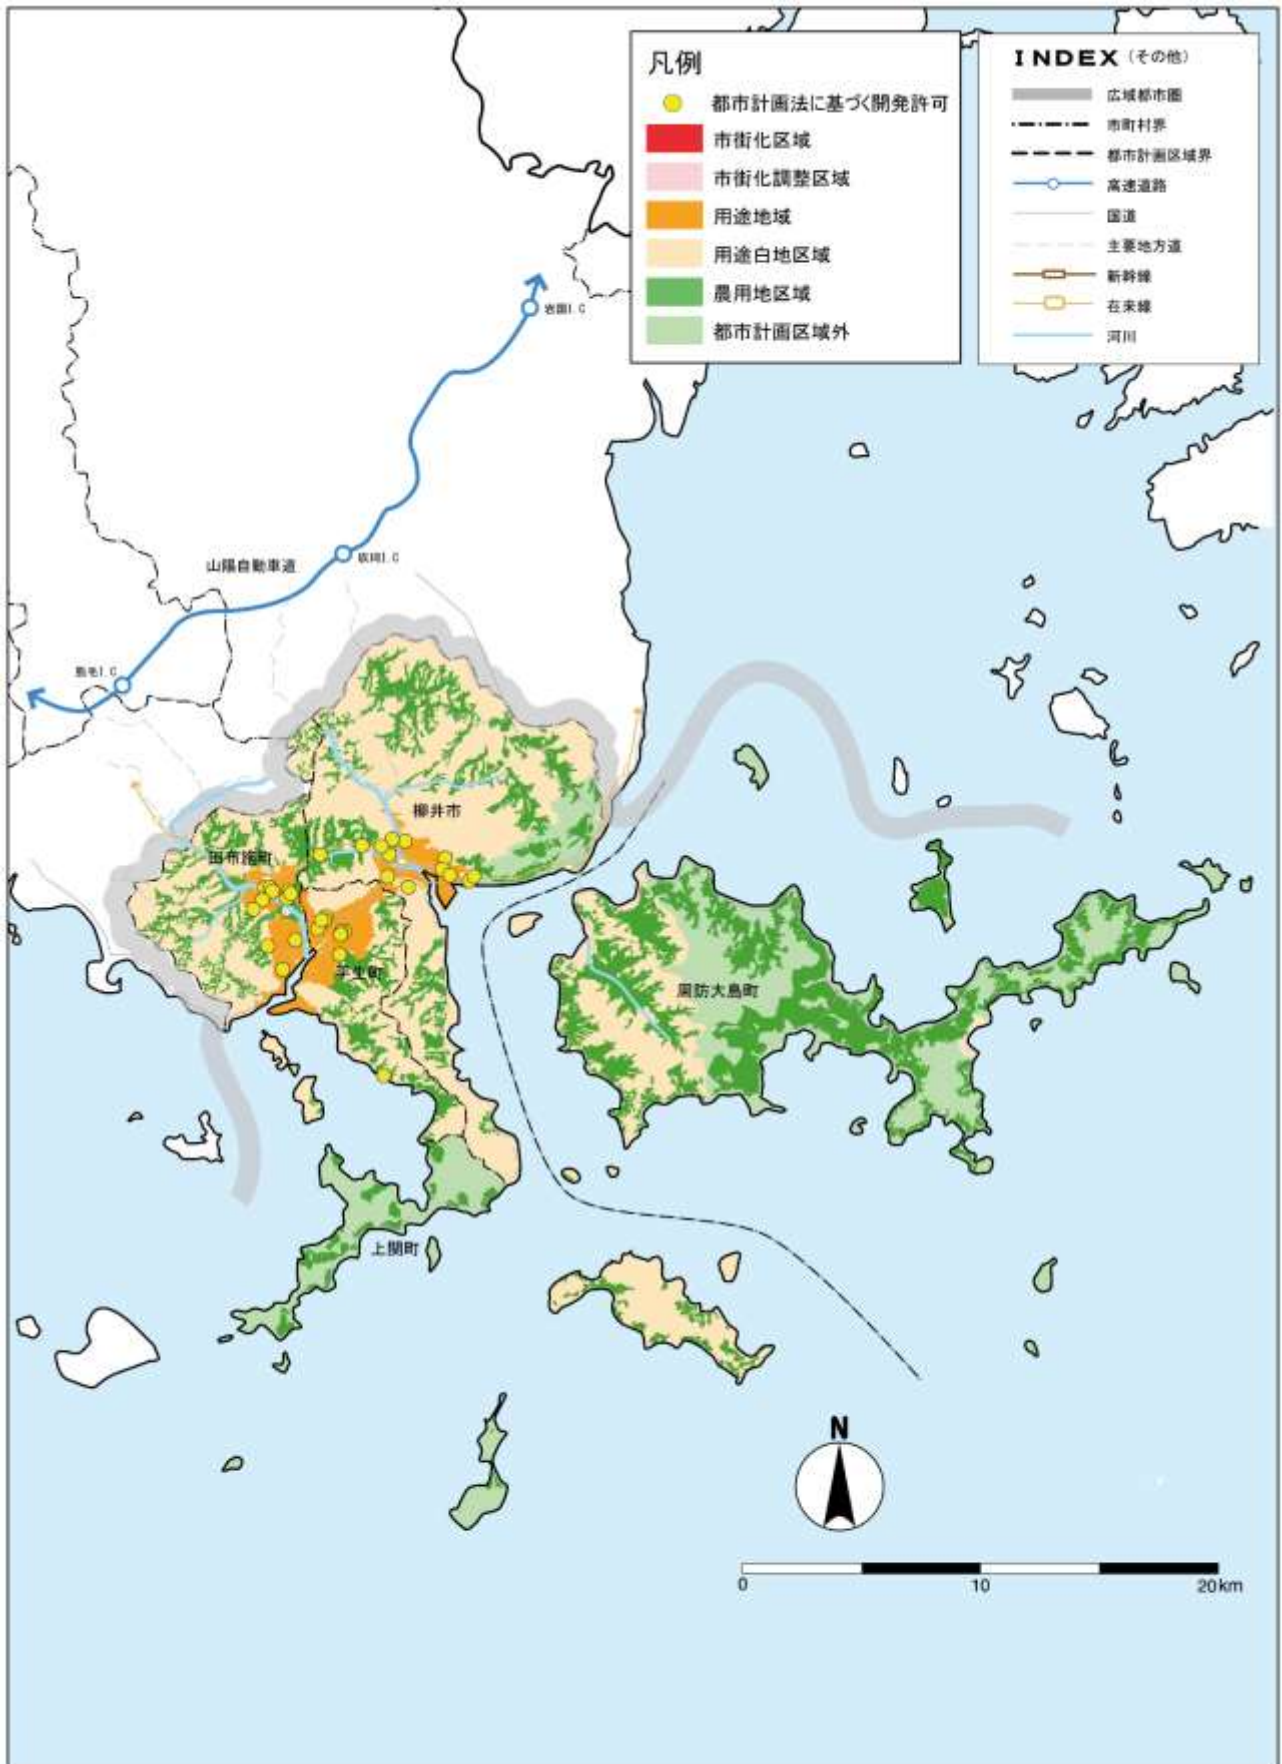 凡例
都市計画法に基づく開発許可
市街化区域
市街化調整区域
用途地域
用途白地区域
農用地区域
都市計画区域外
INDEX (その他)
広域都市圏
市町村界
都市計画区域界
高速道路
国道
主要地方道
新幹線
在来線
河川
岩国I.C
山陽自動車道
玖珂I.C
熊毛I.C
柳井市
田布施町
平生町
周防大島町
上関町
N
0
10
20km